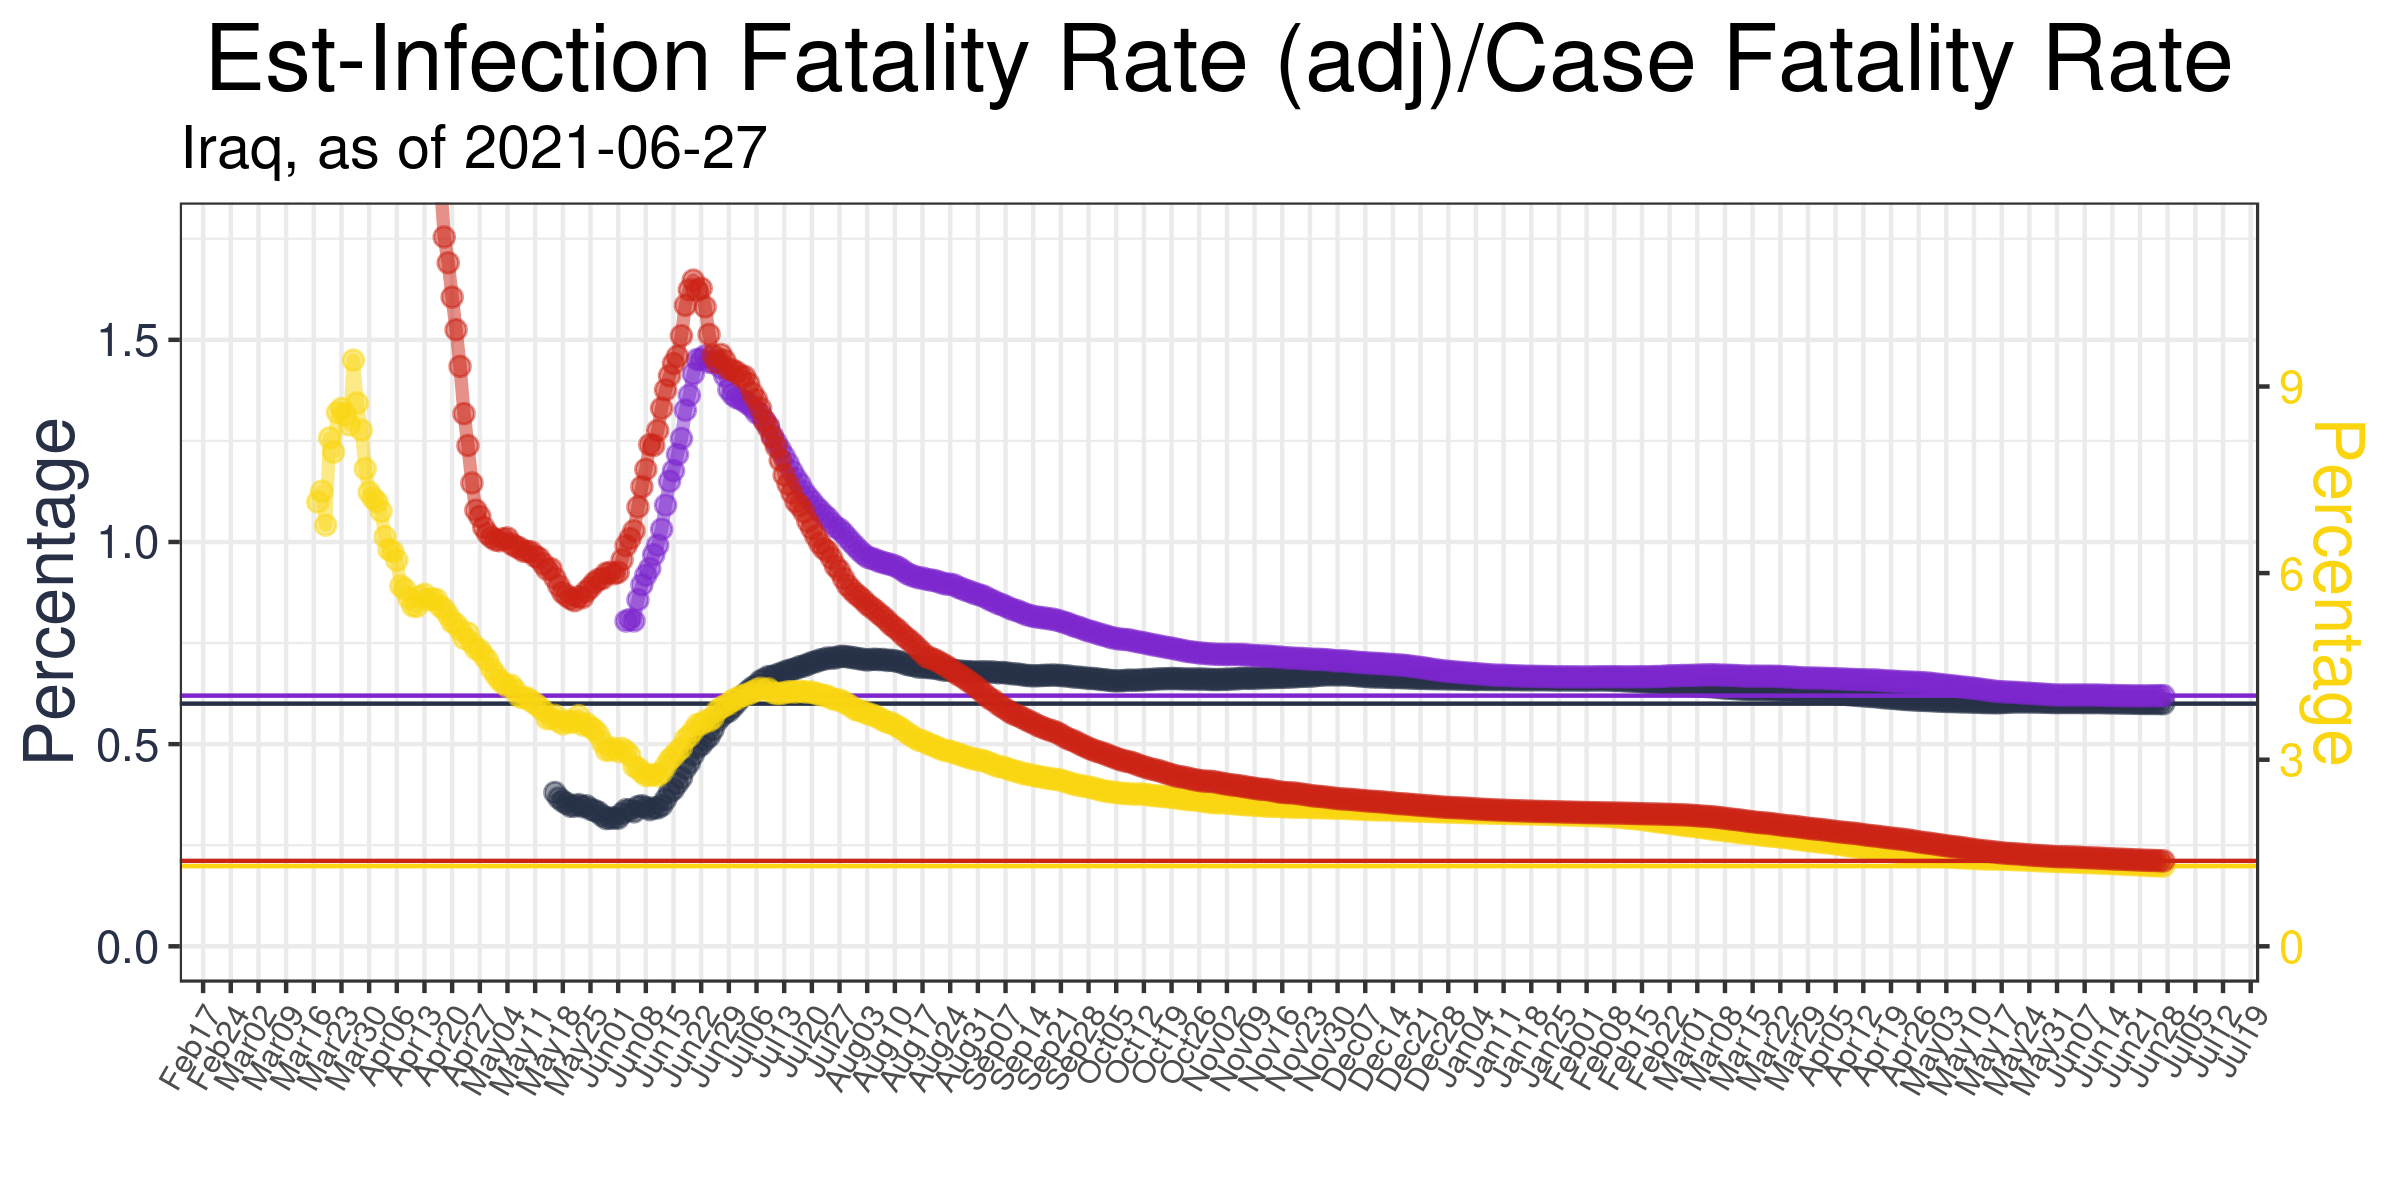 Est-Infection Fatality Rate (adj)/Case Fatality Rate
Iraq, as of 2021-06-27
Percentage
1.5
1.0
0.5
0.0
9
6
3
0
Percentage
Feb17
Feb24
Mar02
Mar09
Mar16
Mar23
Mar30
Apr06
Apr13
Apr20
Apr27
May04
May11
May18
May25
Jun01
Jun08
Jun15
Jun22
Jun29
Jul06
Jul13
Jul20
Jul27
Aug03
Aug10
Aug17
Aug24
Aug31
Sep07
Sep14
Sep21
Sep28
Oct05
Oct12
Oct19
Oct26
Nov02
Nov09
Nov16
Nov23
Nov30
Dec07
Dec14
Dec21
Dec28
Jan04
Jan11
Jan18
Jan25
Feb01
Feb08
Feb15
Feb22
Mar01
Mar08
Mar15
Mar22
Mar29
Apr05
Apr12
Apr19
Apr26
May03
May10
May17
May24
May31
Jun07
Jun14
Jun21
Jun28
Jul05
Jul12
Jul19